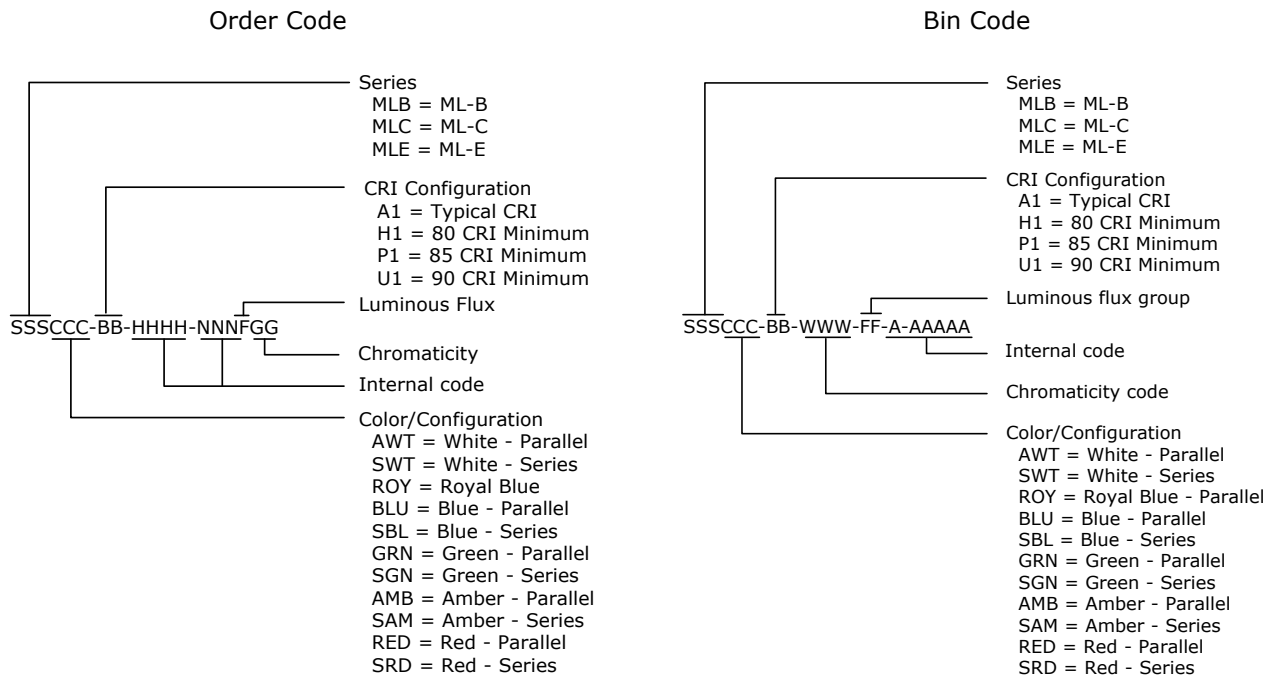 Order Code
Series
MLB = ML-B
MLC = ML-C
MLE = ML-E
CRI Configuration
A1 = Typical CRI
H1 = 80 CRI Minimum
P1 = 85 CRI Minimum
U1 = 90 CRI Minimum
Luminous Flux
SSSCCC-BB-HHHH-NNNFGG
Chromaticity
Internal code
Color/Configuration
AWT = White - Parallel
SWT = White - Series
ROY = Royal Blue
BLU = Blue - Parallel
SBL = Blue - Series
GRN = Green - Parallel
SGN = Green - Series
AMB = Amber - Parallel
SAM = Amber - Series
RED = Red - Parallel
SRD = Red - Series
Bin Code
Series
MLB = ML-B
MLC = ML-C
MLE = ML-E
CRI Configuration
A1 = Typical CRI
H1 = 80 CRI Minimum
P1 = 85 CRI Minimum
U1 = 90 CRI Minimum
Luminous flux group
SSSCCC-BB-WWW-FF-A-AAAAA
Internal code
Chromaticity code
Color/Configuration
AWT = White - Parallel
SWT = White - Series
ROY = Royal Blue - Parallel
BLU = Blue - Parallel
SBL = Blue - Series
GRN = Green - Parallel
SGN = Green - Series
AMB = Amber - Parallel
SAM = Amber - Series
RED = Red - Parallel
SRD = Red - Series